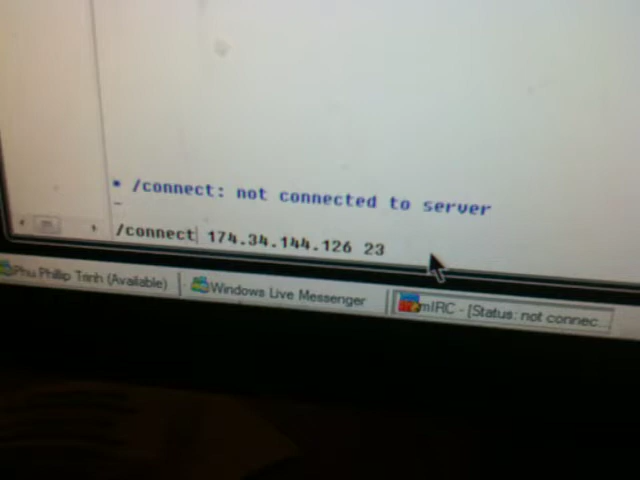 * /connect: not connected to server
-
/connect 174.34.144.126 23
Phu Phillip Trinh (Available)
Windows Live Messenger
mIRC - [Status: not connec...